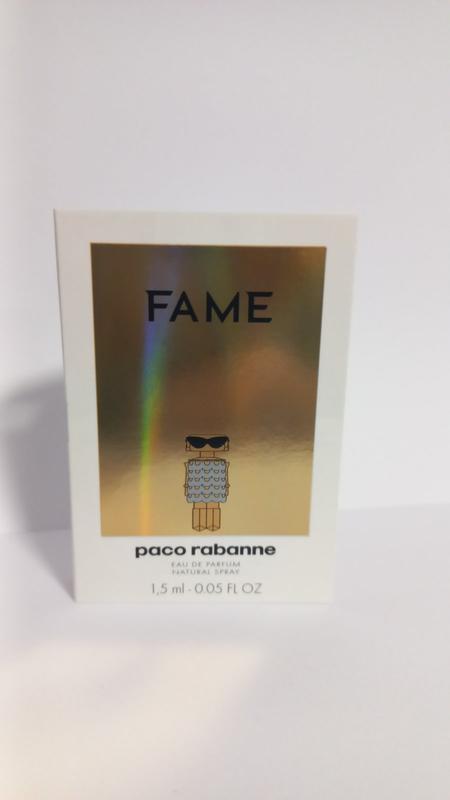 FAME
paco rabanne
EAU DE PARFUM
NATURAL SPRAY
1,5 ml - 0.05 FL OZ